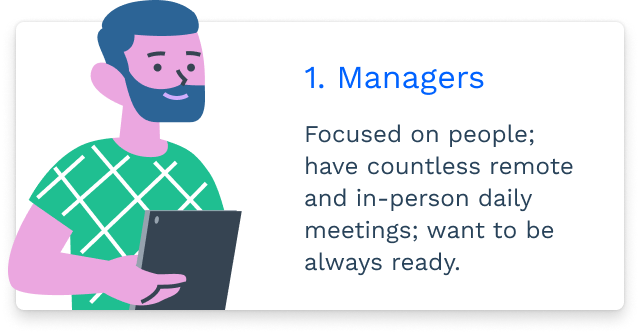 1. Managers
Focused on people;
have countless remote
and in-person daily
meetings; want to be
always ready.